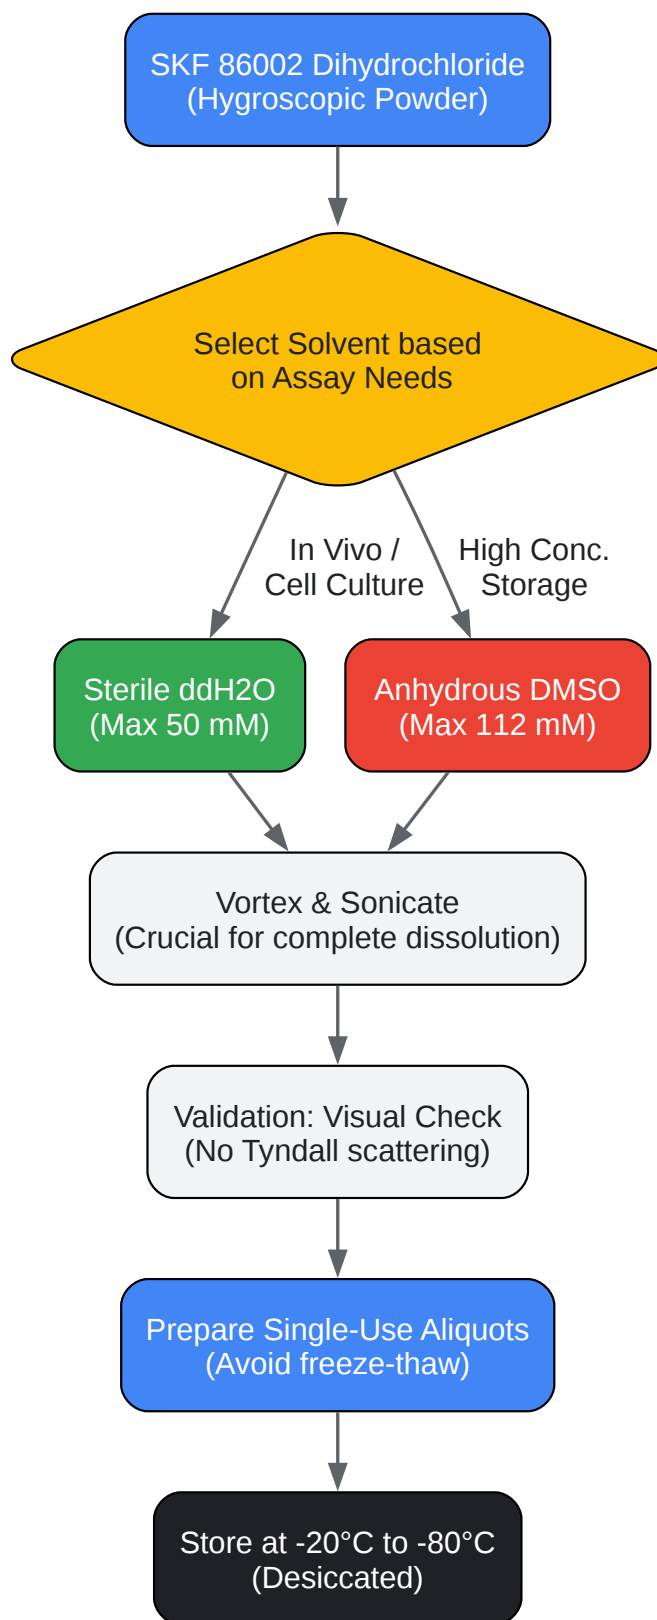 SKF 86002 Dihydrochloride
(Hygroscopic Powder)
Select Solvent based
on Assay Needs
In Vivo /
Cell Culture
High Conc.
Storage
Sterile ddH2O
(Max 50 mM)
Anhydrous DMSO
(Max 112 mM)
Vortex & Sonicate
(Crucial for complete dissolution)
Validation: Visual Check
(No Tyndall scattering)
Prepare Single-Use Aliquots
(Avoid freeze-thaw)
Store at -20°C to -80°C
(Desiccated)